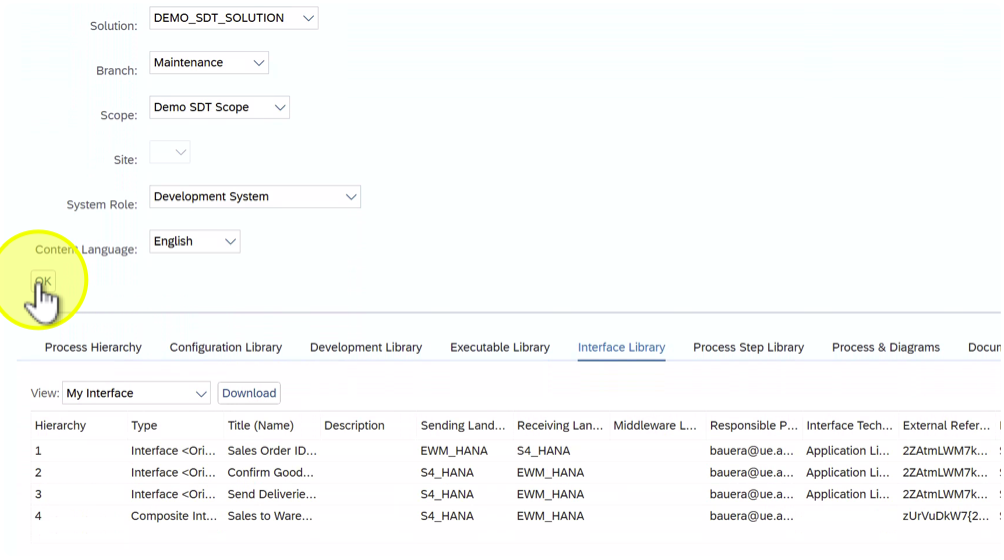 Solution: DEMO_SDT_SOLUTION
Branch: Maintenance
Scope: Demo SDT Scope
Site:
System Role: Development System
Content Language: English
OK
Process Hierarchy Configuration Library Development Library Executable Library Interface Library Process Step Library Process & Diagrams Docum
View: My Interface Download
Hierarchy Type Title (Name) Description Sending Land... Receiving Lan... Middleware L... Responsible P... Interface Tech... External Refer...
1 Interface <Ori... Sales Order ID... EWM_HANA S4_HANA bauera@ue.a... Application Li... 2ZAtmLWM7k...
2 Interface <Ori... Confirm Good... S4_HANA EWM_HANA bauera@ue.a... Application Li... 2ZAtmLWM7k...
3 Interface <Ori... Send Deliverie... S4_HANA EWM_HANA bauera@ue.a... Application Li... 2ZAtmLWM7k...
4 Composite Int... Sales to Ware... S4_HANA EWM_HANA bauera@ue.a... zUrVuDkW7{2...